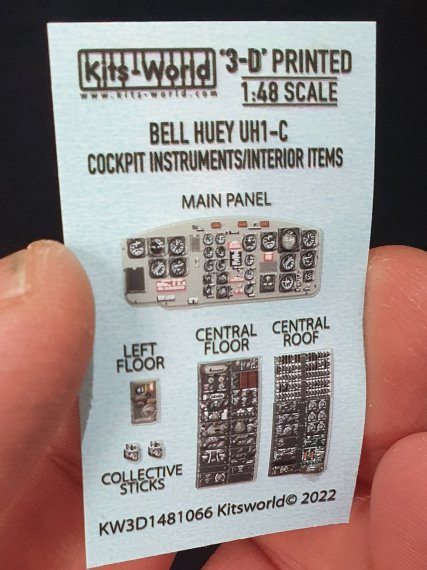 Kits-World
www.kits-world.com
'3-D' PRINTED
1:48 SCALE
BELL HUEY UH1-C
COCKPIT INSTRUMENTS/INTERIOR ITEMS
MAIN PANEL
LEFT
FLOOR
CENTRAL
FLOOR
CENTRAL
ROOF
COLLECTIVE
STICKS
KW3D1481066 Kitsworld© 2022